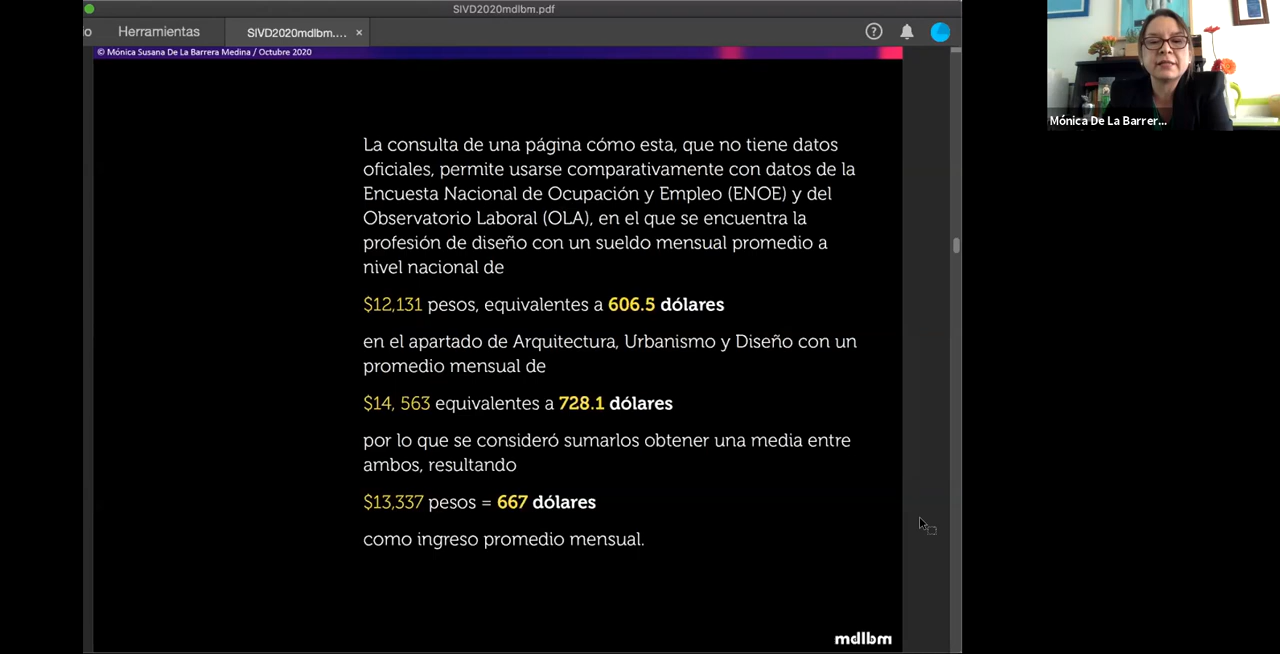 SIVD2020mdlbm.pdf
io
Herramientas
SIVD2020mdlbm.... ×
?
© Mónica Susana De La Barrera Medina / Octubre 2020
La consulta de una página cómo esta, que no tiene datos
oficiales, permite usarse comparativamente con datos de la
Encuesta Nacional de Ocupación y Empleo (ENOE) y del
Observatorio Laboral (OLA), en el que se encuentra la
profesión de diseño con un sueldo mensual promedio a
nivel nacional de
$12,131 pesos, equivalentes a 606.5 dólares
en el apartado de Arquitectura, Urbanismo y Diseño con un
promedio mensual de
$14, 563 equivalentes a 728.1 dólares
por lo que se consideró sumarlos obtener una media entre
ambos, resultando
$13,337 pesos = 667 dólares
como ingreso promedio mensual.
mdlbm
Mónica De La Barrer...